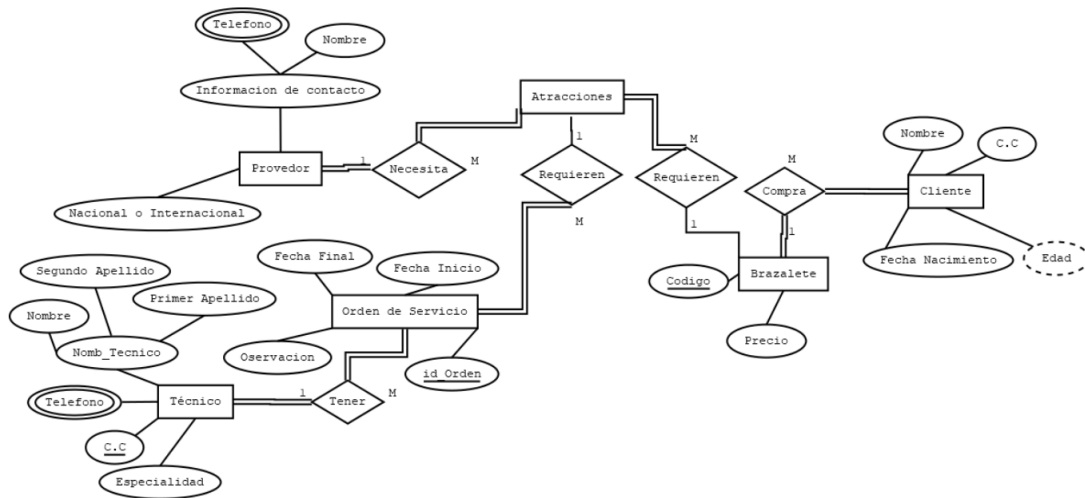 Telefono
Nombre
Informacion de contacto
Atracciones
1
Necesita
M
Provedor
Nacional o Internacional
1
Requieren
M
M
Requieren
1
M
Compra
1
Nombre
C.C
Cliente
Fecha Nacimiento
Edad
Brazalete
Codigo
Precio
Fecha Final
Fecha Inicio
Orden de Servicio
Oservacion
id_Orden
Segundo Apellido
Primer Apellido
Nombre
Nomb_Tecnico
Telefono
Técnico
1
Tener
M
C.C
Especialidad